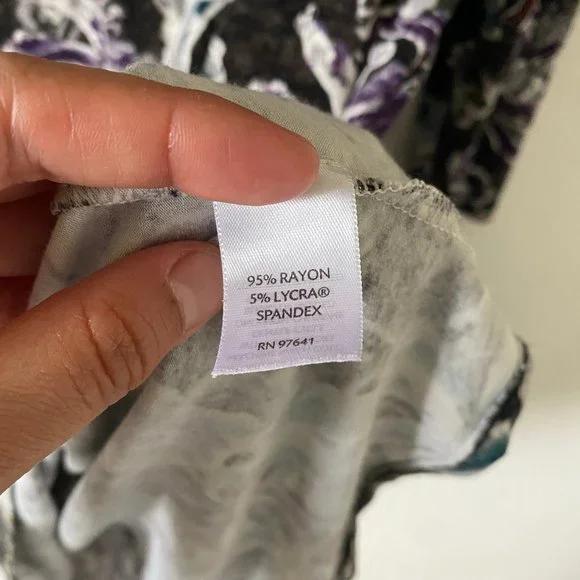 95% RAYON
5% LYCRA®
SPANDEX
RN 97641